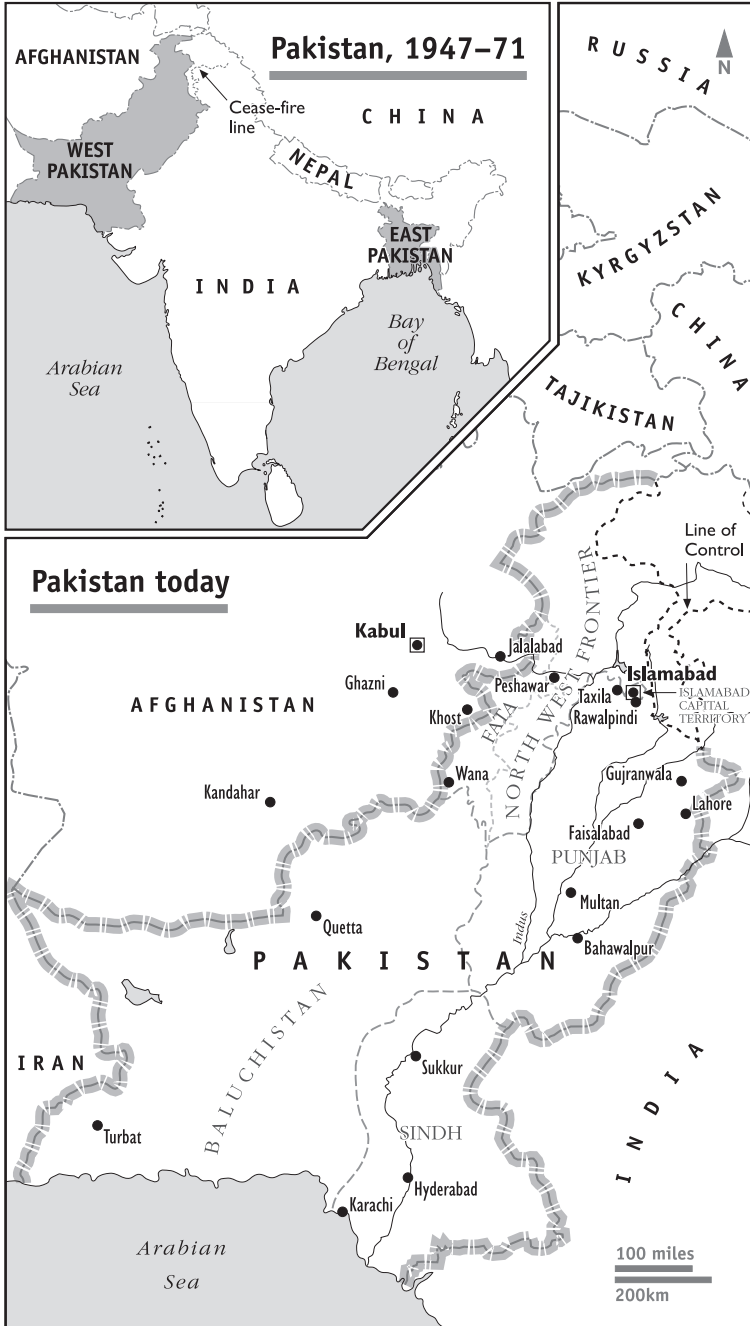 Pakistan, 1947–71
AFGHANISTAN
Cease-fire
line
CHINA
WEST
PAKISTAN
NEPAL
EAST
PAKISTAN
INDIA
Arabian
Sea
Bay
of
Bengal
RUSSIA
N
KYRGYZSTAN
CHINA
TAJIKISTAN
Pakistan today
Line of
Control
Kabul
Jalalabad
Islamabad
Ghazni
Peshawar
Taxila
ISLAMABAD
CAPITAL
TERRITORY
AFGHANISTAN
Khost
FATA
NORTH WEST FRONTIER
Rawalpindi
Wana
Gujranwala
Kandahar
Lahore
Faisalabad
PUNJAB
Multan
Quetta
Indus
Bahawalpur
PAKISTAN
BALUCHISTAN
IRAN
Sukkur
INDIA
Turbat
SINDH
Hyderabad
Karachi
Arabian
Sea
100 miles
200km